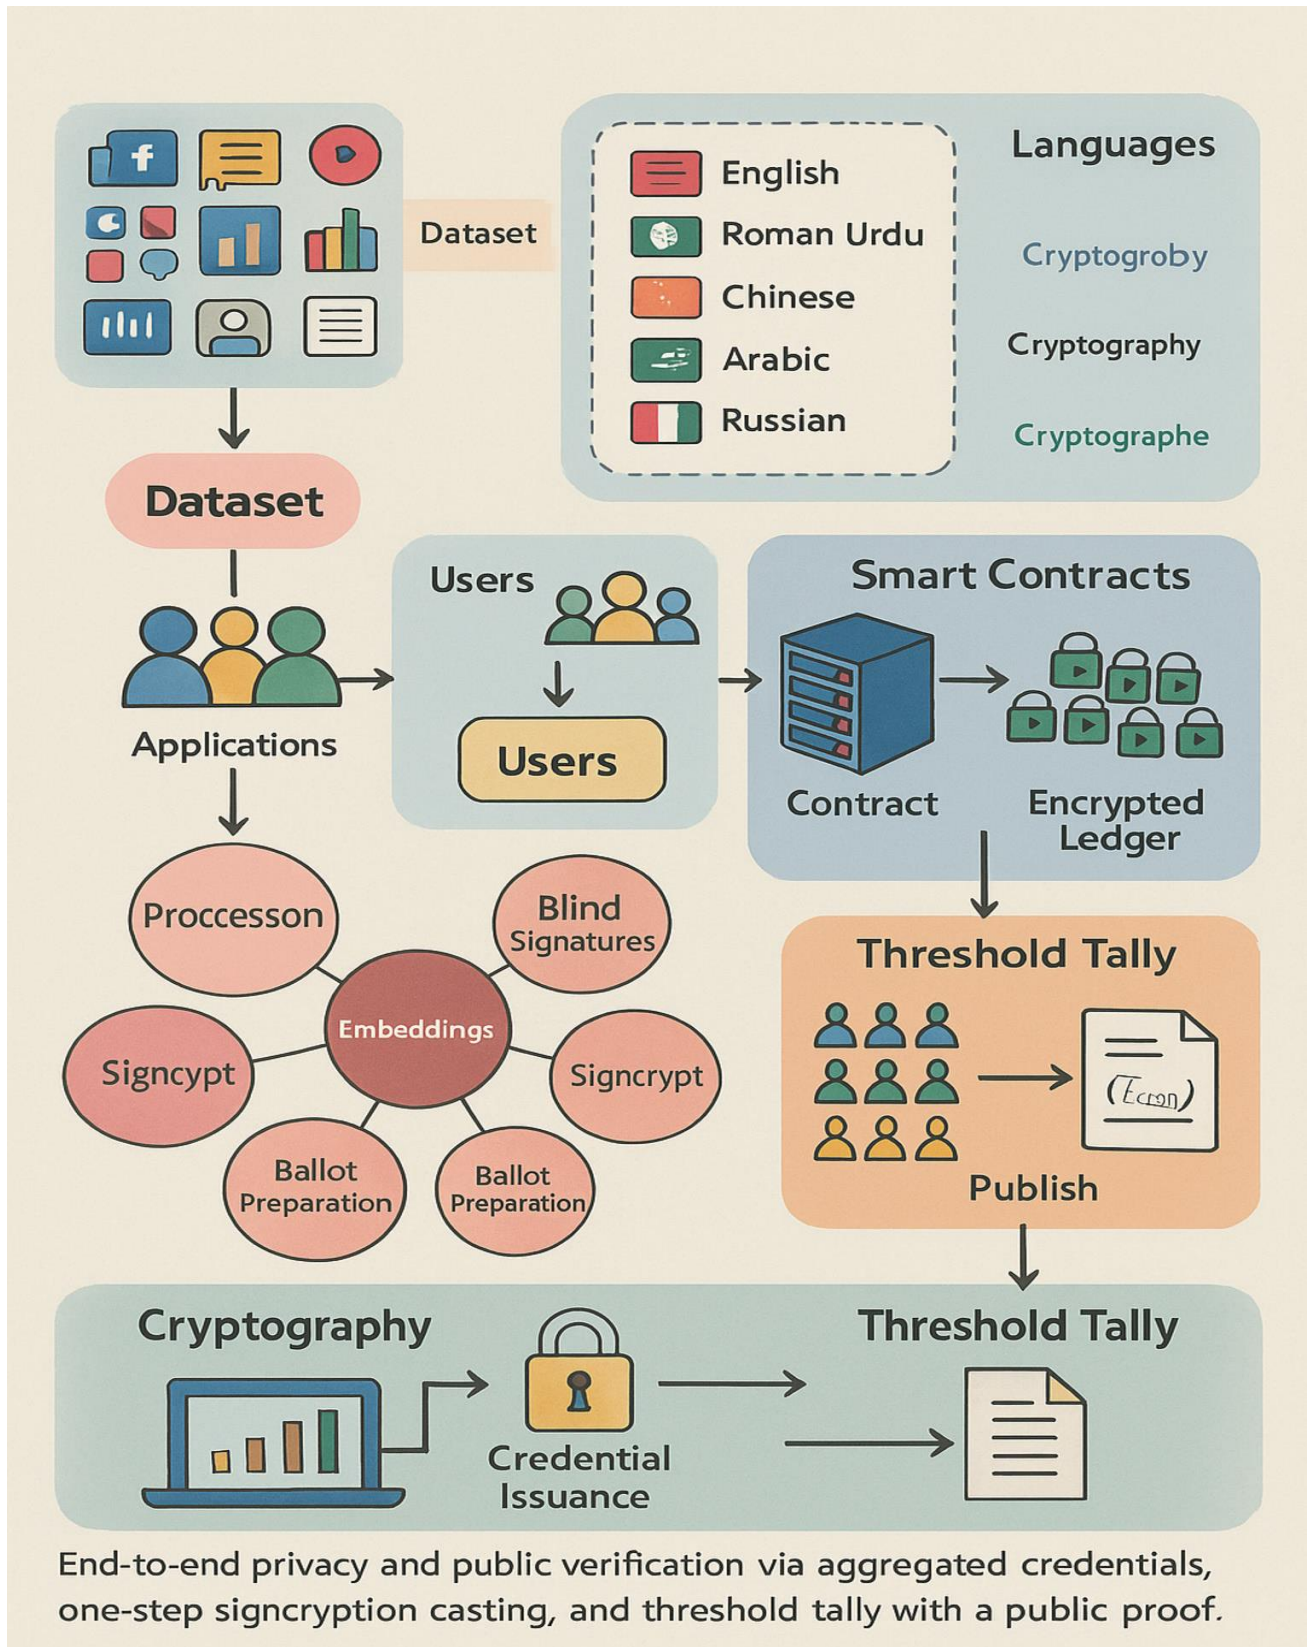 f
Dataset
Languages
English
Roman Urdu
Chinese
Arabic
Russian
Cryptogroby
Cryptography
Cryptographe
Dataset
Applications
Users
Users
Smart Contracts
Contract
Encrypted
Ledger
Proccesson
Blind
Signatures
Embeddings
Signcypt
Signcrypt
Ballot
Preparation
Ballot
Preparation
Threshold Tally
Publish
Cryptography
Credential
Issuance
Threshold Tally
End-to-end privacy and public verification via aggregated credentials,
one-step signcryption casting, and threshold tally with a public proof.